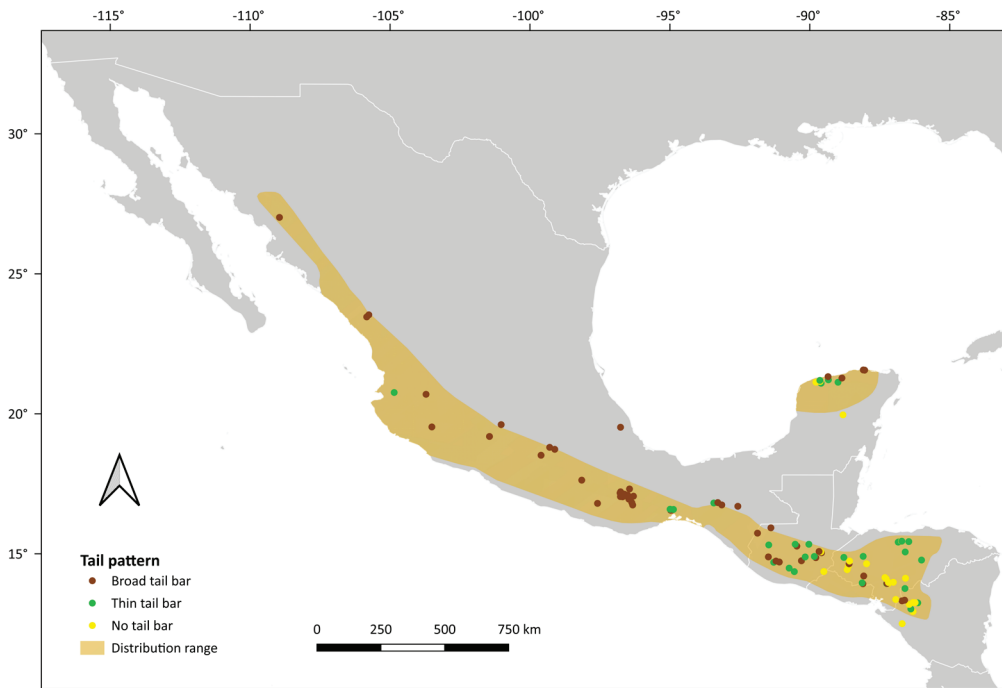 -115° -110° -105° -100° -95° -90° -85°
30°
25°
20°
15°
Tail pattern
Broad tail bar
Thin tail bar
No tail bar
Distribution range
0 250 500 750 km